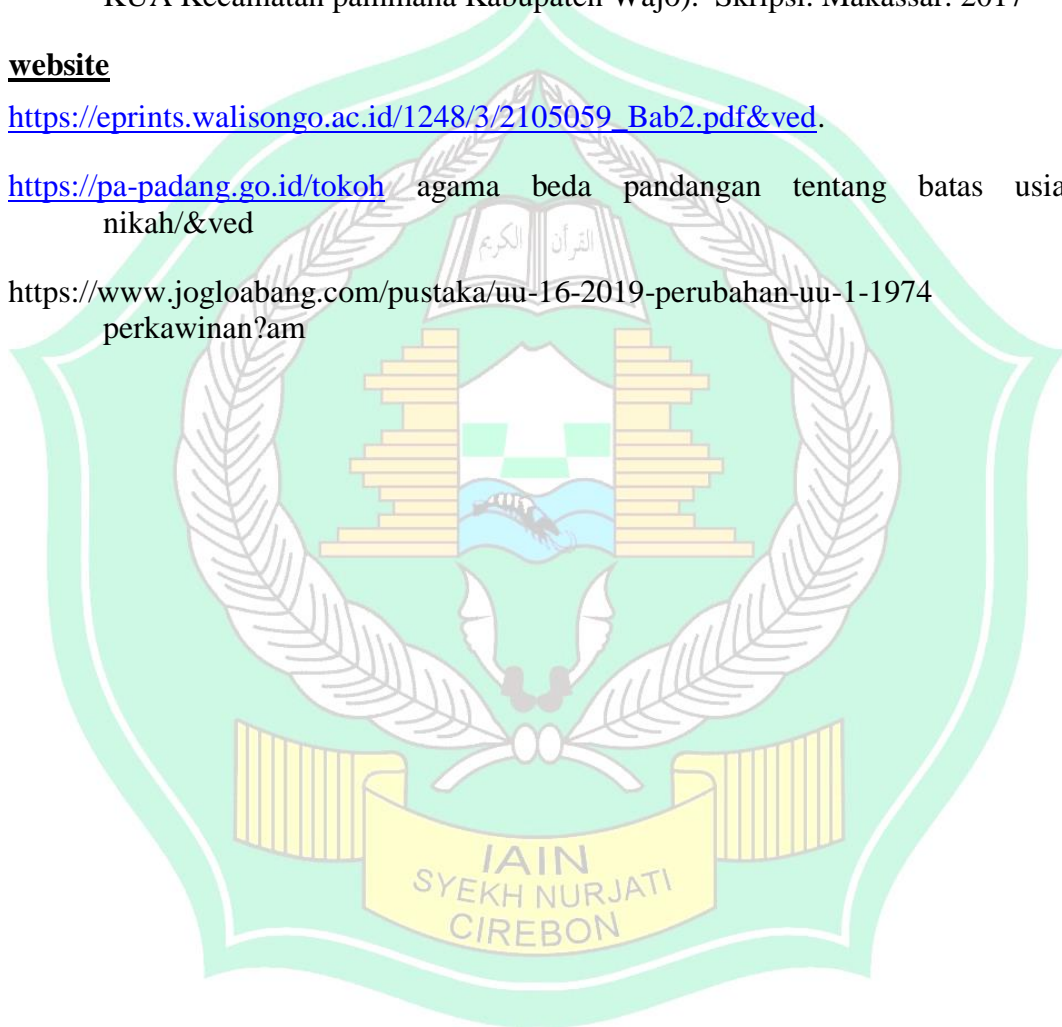 KUA Kecamatan pammana Kabupaten Wajo). Skripsi. Makassar. 2017
website
https://eprints.walisongo.ac.id/1248/3/2105059_Bab2.pdf&ved.
https://pa-padang.go.id/tokoh agama beda pandangan tentang batas usia
nikah/&ved
https://www.jogloabang.com/pustaka/uu-16-2019-perubahan-uu-1-1974
perkawinan?am
القرآن الكريم
IAIN
SYEKH NURJATI
CIREBON